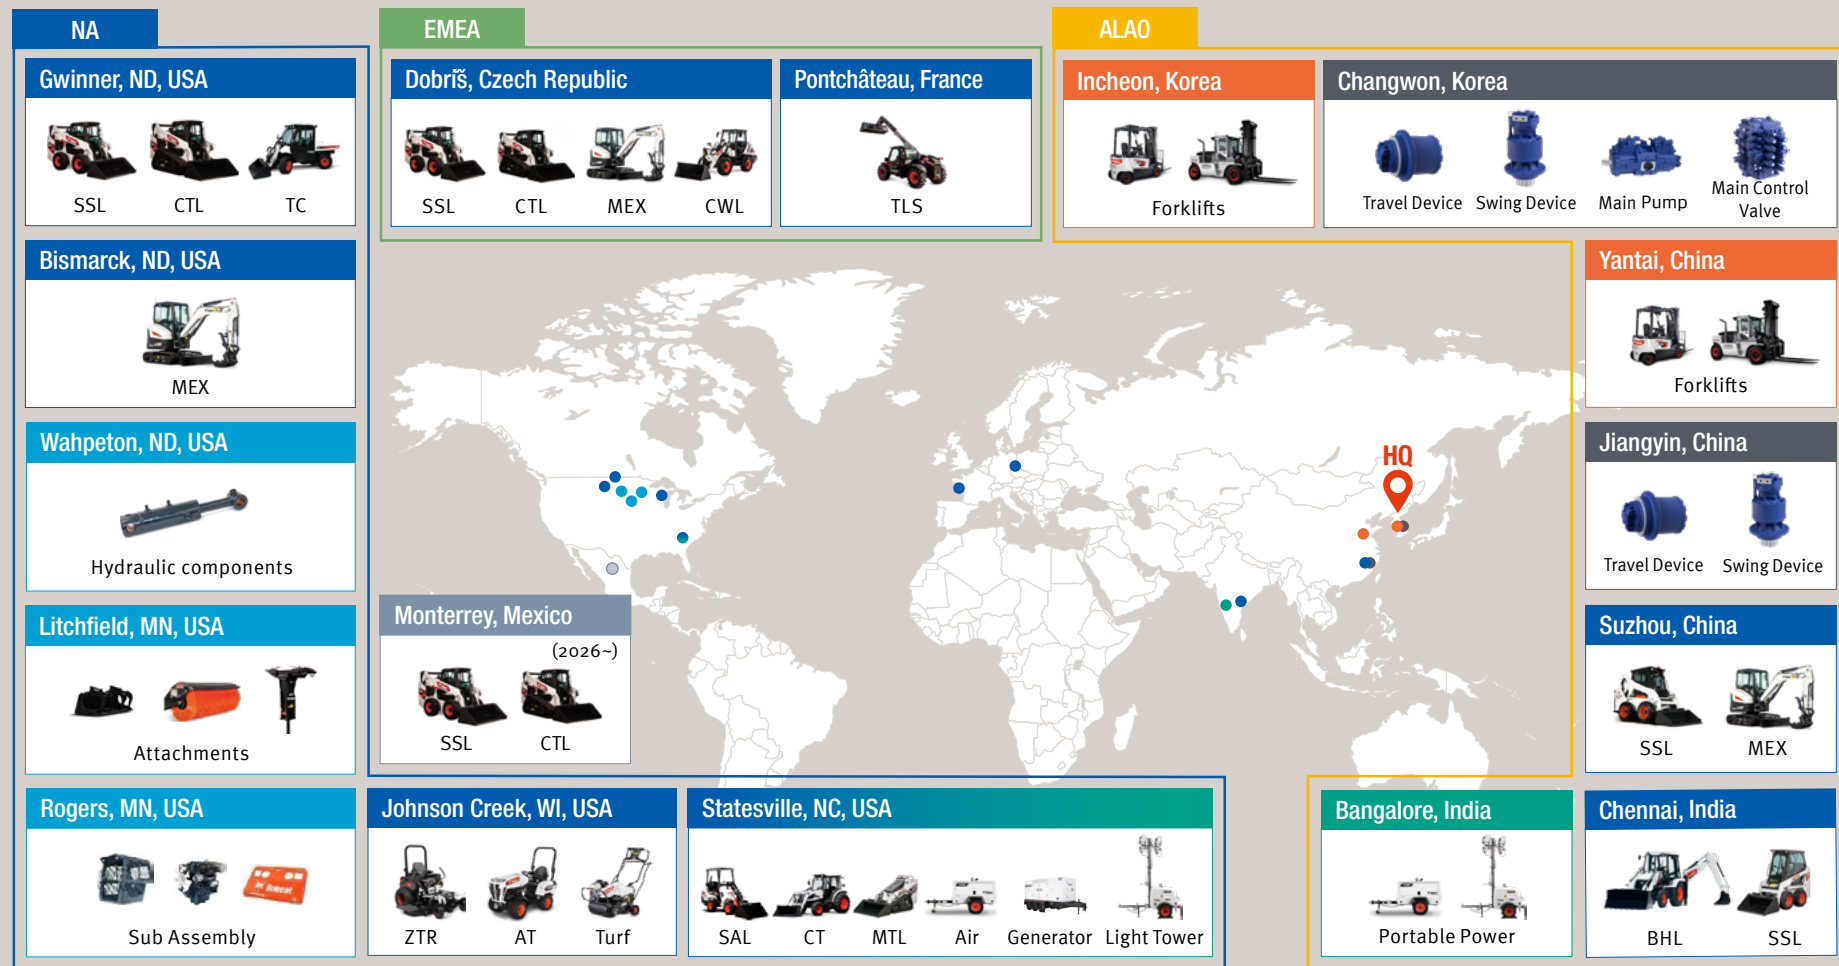 NA
Gwinner, ND, USA
SSL
CTL
TC
Bismarck, ND, USA
MEX
Wahpeton, ND, USA
Hydraulic components
Litchfield, MN, USA
Attachments
Rogers, MN, USA
Bobcat
Sub Assembly
Johnson Creek, WI, USA
ZTR
AT
Turf
Statesville, NC, USA
SAL
CT
MTL
Air
Generator
Light Tower
Monterrey, Mexico
(2026~)
SSL
CTL
EMEA
Dobříš, Czech Republic
SSL
CTL
MEX
CWL
Pontchâteau, France
TLS
HQ
ALAO
Incheon, Korea
Forklifts
Changwon, Korea
Travel Device
Swing Device
Main Pump
Main Control
Valve
Yantai, China
Forklifts
Jiangyin, China
Travel Device
Swing Device
Suzhou, China
SSL
MEX
Bangalore, India
Portable Power
Chennai, India
BHL
SSL